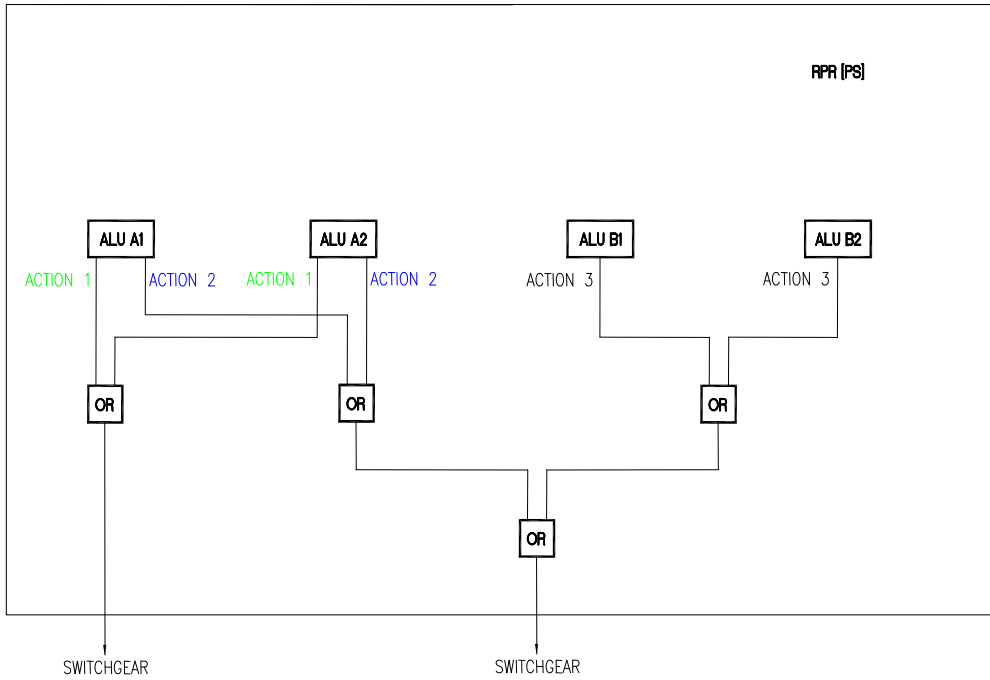 RPR [PS]
ALU A1
ALU A2
ALU B1
ALU B2
ACTION 1
ACTION 2
ACTION 1
ACTION 2
ACTION 3
ACTION 3
OR
OR
OR
OR
SWITCHGEAR
SWITCHGEAR